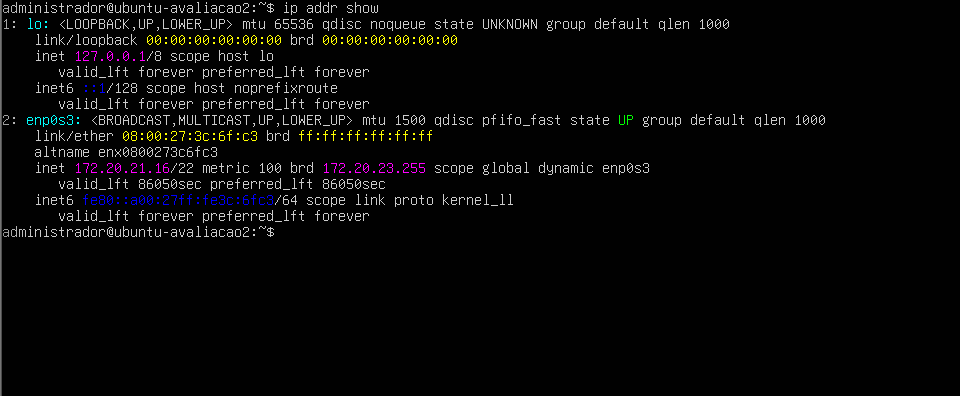 administrador@ubuntu-avaliacao2:~$ ip addr show
1: lo: <LOOPBACK,UP,LOWER_UP> mtu 65536 qdisc noqueue state UNKNOWN group default qlen 1000
    link/loopback 00:00:00:00:00:00 brd 00:00:00:00:00:00
    inet 127.0.0.1/8 scope host lo
       valid_lft forever preferred_lft forever
    inet6 ::1/128 scope host noprefixroute
       valid_lft forever preferred_lft forever
2: enp0s3: <BROADCAST,MULTICAST,UP,LOWER_UP> mtu 1500 qdisc pfifo_fast state UP group default qlen 1000
    link/ether 08:00:27:3c:6f:c3 brd ff:ff:ff:ff:ff:ff
    altname enx0800273c6fc3
    inet 172.20.21.16/22 metric 100 brd 172.20.23.255 scope global dynamic enp0s3
       valid_lft 86050sec preferred_lft 86050sec
    inet6 fe80::a00:27ff:fe3c:6fc3/64 scope link proto kernel_ll
       valid_lft forever preferred_lft forever
administrador@ubuntu-avaliacao2:~$